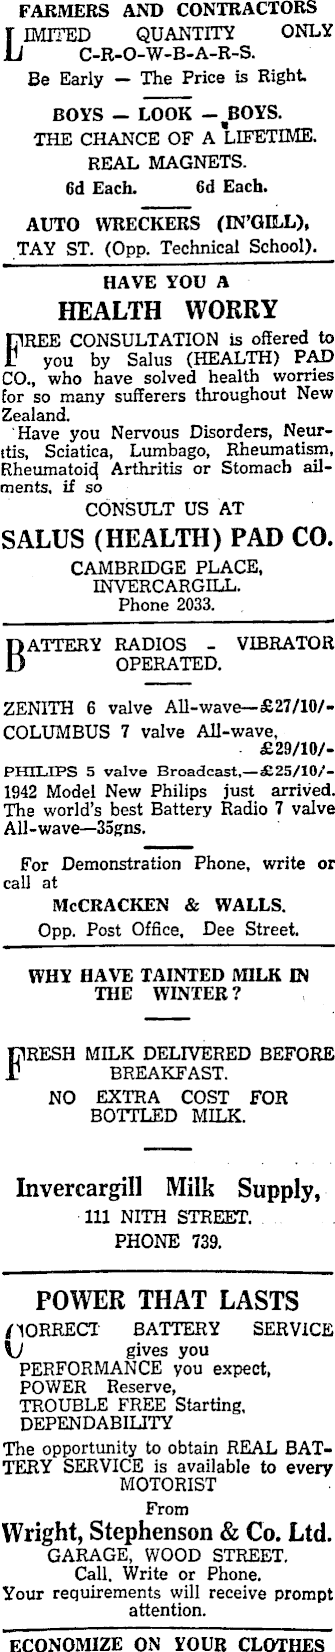 FARMERS AND CONTRACTORS
LIMITED QUANTITY ONLY
C-R-O-W-B-A-R-S.
Be Early — The Price is Right.
BOYS — LOOK — BOYS.
THE CHANCE OF A LIFETIME.
REAL MAGNETS.
6d Each. 6d Each.
AUTO WRECKERS (IN'GILL),
TAY ST. (Opp. Technical School).
HAVE YOU A
HEALTH WORRY
FREE CONSULTATION is offered to
you by Salus (HEALTH) PAD
CO., who have solved health worries
for so many sufferers throughout New
Zealand.
Have you Nervous Disorders, Neur-
itis, Sciatica, Lumbago, Rheumatism,
Rheumatoid Arthritis or Stomach ail-
ments, if so
CONSULT US AT
SALUS (HEALTH) PAD CO.
CAMBRIDGE PLACE,
INVERCARGILL.
Phone 2033.
BATTERY RADIOS - VIBRATOR
OPERATED.
ZENITH 6 valve All-wave—£27/10/-
COLUMBUS 7 valve All-wave,
£29/10/-
PHILIPS 5 valve Broadcast,—£25/10/-
1942 Model New Philips just arrived.
The world's best Battery Radio 7 valve
All-wave—35gns.
For Demonstration Phone, write or
call at
McCRACKEN & WALLS.
Opp. Post Office, Dee Street.
WHY HAVE TAINTED MILK IN
THE WINTER?
FRESH MILK DELIVERED BEFORE
BREAKFAST.
NO EXTRA COST FOR
BOTTLED MILK.
Invercargill Milk Supply,
111 NITH STREET.
PHONE 739.
POWER THAT LASTS
CORRECT BATTERY SERVICE
gives you
PERFORMANCE you expect,
POWER Reserve,
TROUBLE FREE Starting,
DEPENDABILITY
The opportunity to obtain REAL BAT-
TERY SERVICE is available to every
MOTORIST
From
Wright, Stephenson & Co. Ltd.
GARAGE, WOOD STREET.
Call, Write or Phone.
Your requirements will receive prompt
attention.
ECONOMIZE ON YOUR CLOTHES